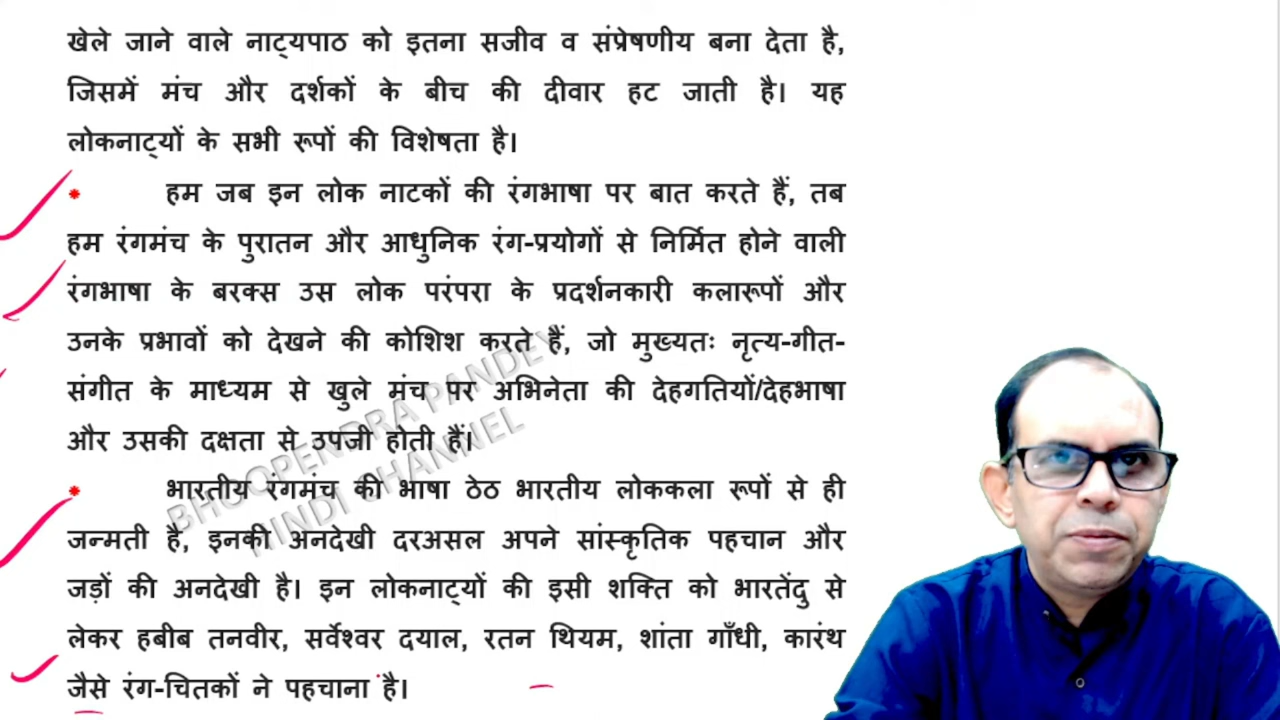 खेले जाने वाले नाट्यपाठ को इतना सजीव व संप्रेषणीय बना देता है,
जिसमें मंच और दर्शकों के बीच की दीवार हट जाती है। यह
लोकनाट्यों के सभी रूपों की विशेषता है।
हम जब इन लोक नाटकों की रंगभाषा पर बात करते हैं, तब
हम रंगमंच के पुरातन और आधुनिक रंग-प्रयोगों से निर्मित होने वाली
रंगभाषा के बरक्स उस लोक परंपरा के प्रदर्शनकारी कलारूपों और
उनके प्रभावों को देखने की कोशिश करते हैं, जो मुख्यतः नृत्य-गीत-
संगीत के माध्यम से खुले मंच पर अभिनेता की देहगतियों/देहभाषा
और उसकी दक्षता से उपजी होती हैं।
भारतीय रंगमंच की भाषा ठेठ भारतीय लोककला रूपों से ही
जन्मती है, इनकी अनदेखी दरअसल अपने सांस्कृतिक पहचान और
जड़ों की अनदेखी है। इन लोकनाट्यों की इसी शक्ति को भारतेंदु से
लेकर हबीब तनवीर, सर्वेश्वर दयाल, रतन थियम, शांता गाँधी, कारंथ
जैसे रंग-चितकों ने पहचाना है।
BHOOPENDRA PANDEY
HINDI CHANNEL